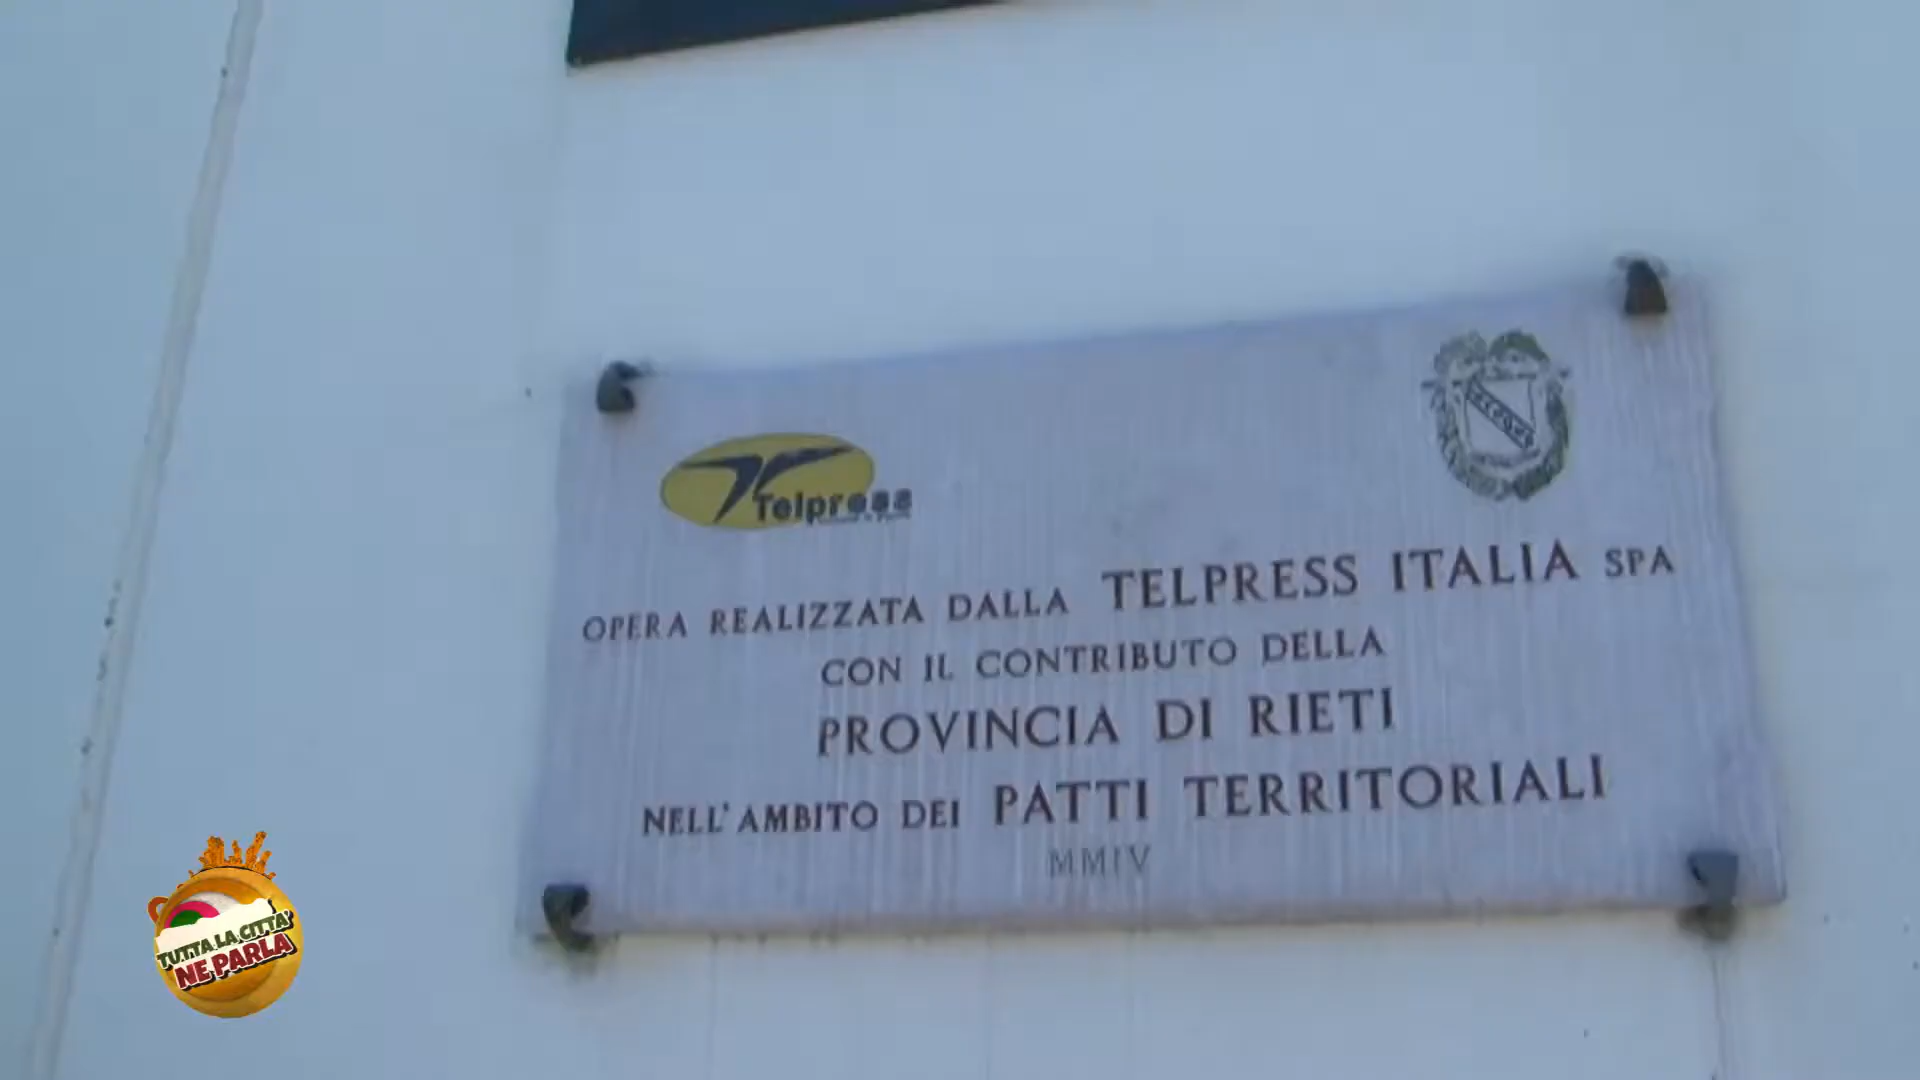 Telpress
OPERA REALIZZATA DALLA TELPRESS ITALIA SPA
CON IL CONTRIBUTO DELLA
PROVINCIA DI RIETI
NELL'AMBITO DEI PATTI TERRITORIALI
MMIV
TUTTA LA CITTA'
NE PARLA